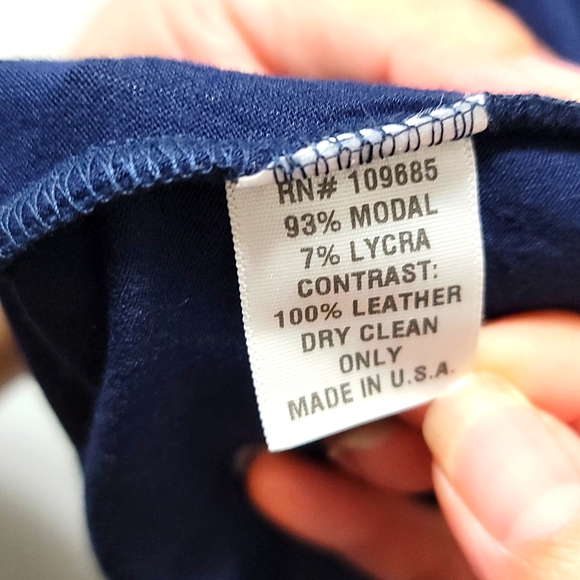 RN# 109685
93% MODAL
7% LYCRA
CONTRAST:
100% LEATHER
DRY CLEAN
ONLY
MADE IN U.S.A.